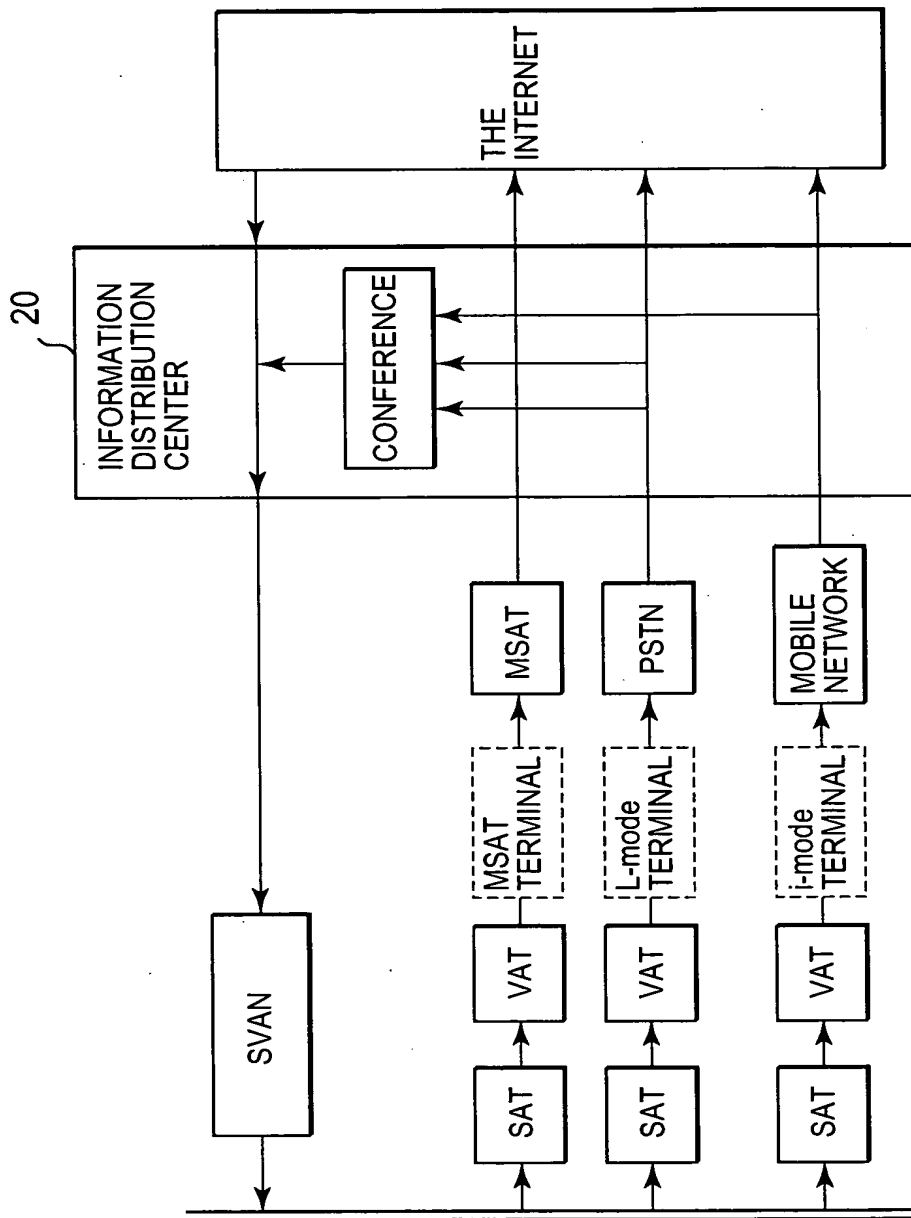 20
INFORMATION
DISTRIBUTION
CENTER
THE
INTERNET
CONFERENCE
SVAN
SAT
VAT
MSAT
TERMINAL
MSAT
SAT
VAT
L-mode
TERMINAL
PSTN
SAT
VAT
i-mode
TERMINAL
MOBILE
NETWORK